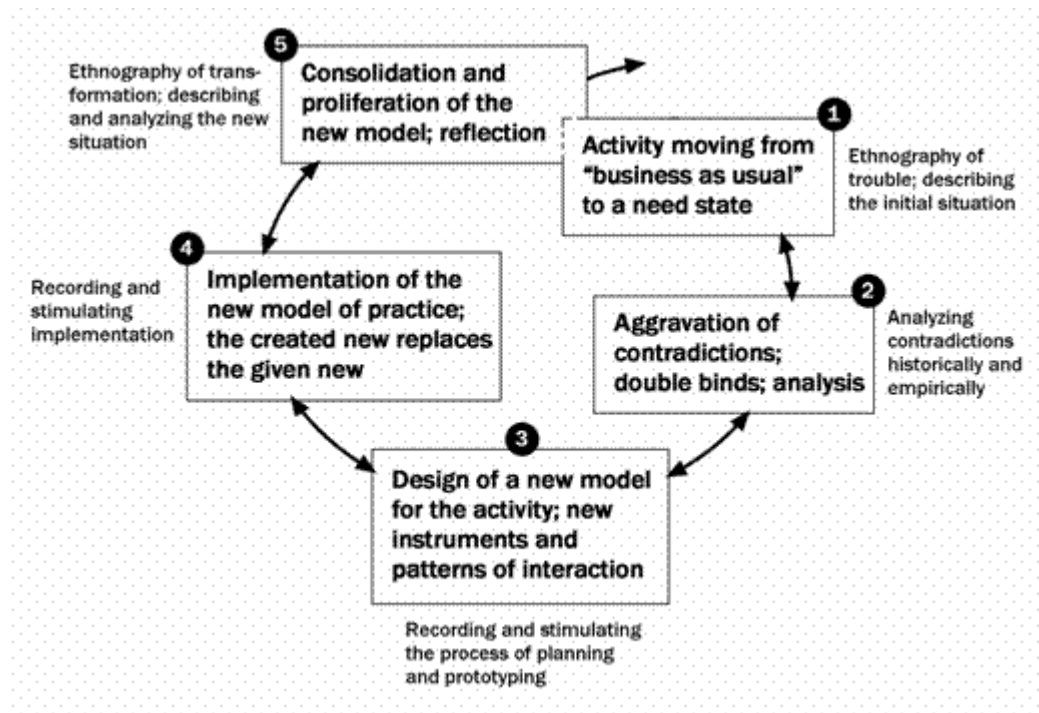 1
Activity moving from
“business as usual”
to a need state
Ethnography of
trouble; describing
the initial situation
2
Aggravation of
contradictions;
double binds; analysis
Analyzing
contradictions
historically and
empirically
3
Design of a new model
for the activity; new
instruments and
patterns of interaction
Recording and stimulating
the process of planning
and prototyping
4
Implementation of the
new model of practice;
the created new replaces
the given new
Recording and
stimulating
implementation
5
Consolidation and
proliferation of the
new model; reflection
Ethnography of trans-
formation; describing
and analyzing the new
situation